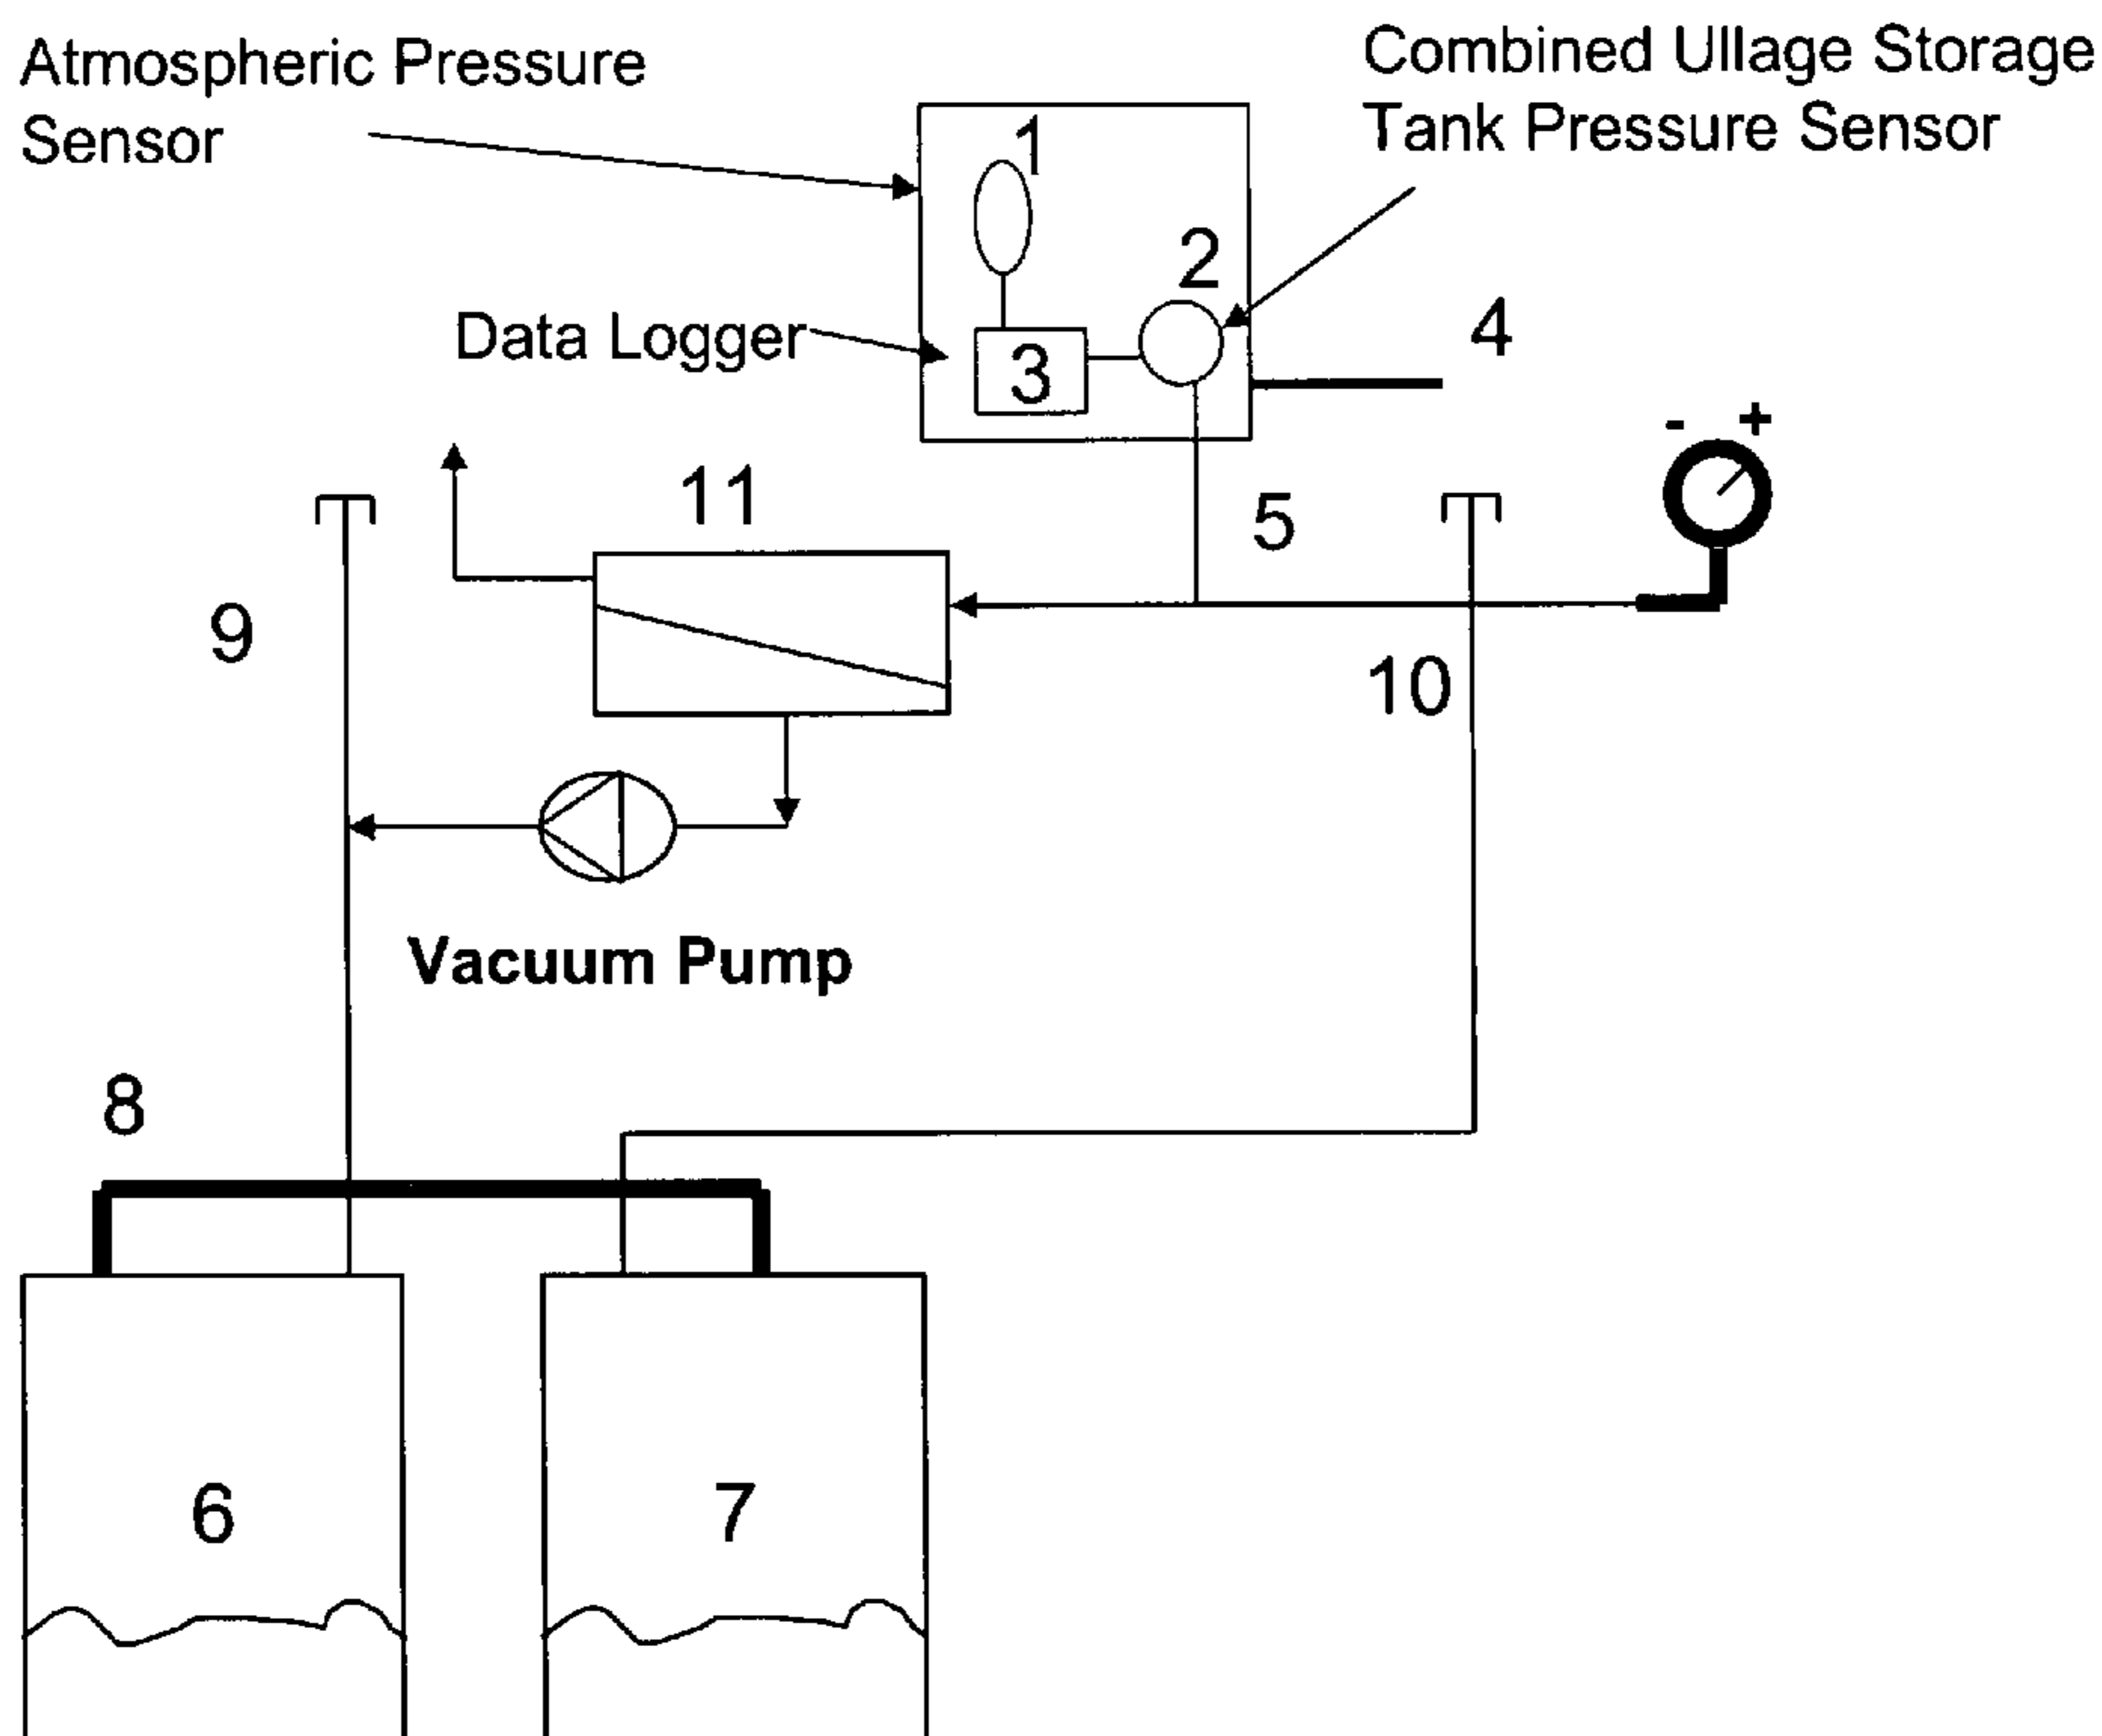 Atmospheric Pressure
Sensor
Combined Ullage Storage
Tank Pressure Sensor
1
2
Data Logger
3
4
- +
11
5
9
10
Vacuum Pump
8
6
7